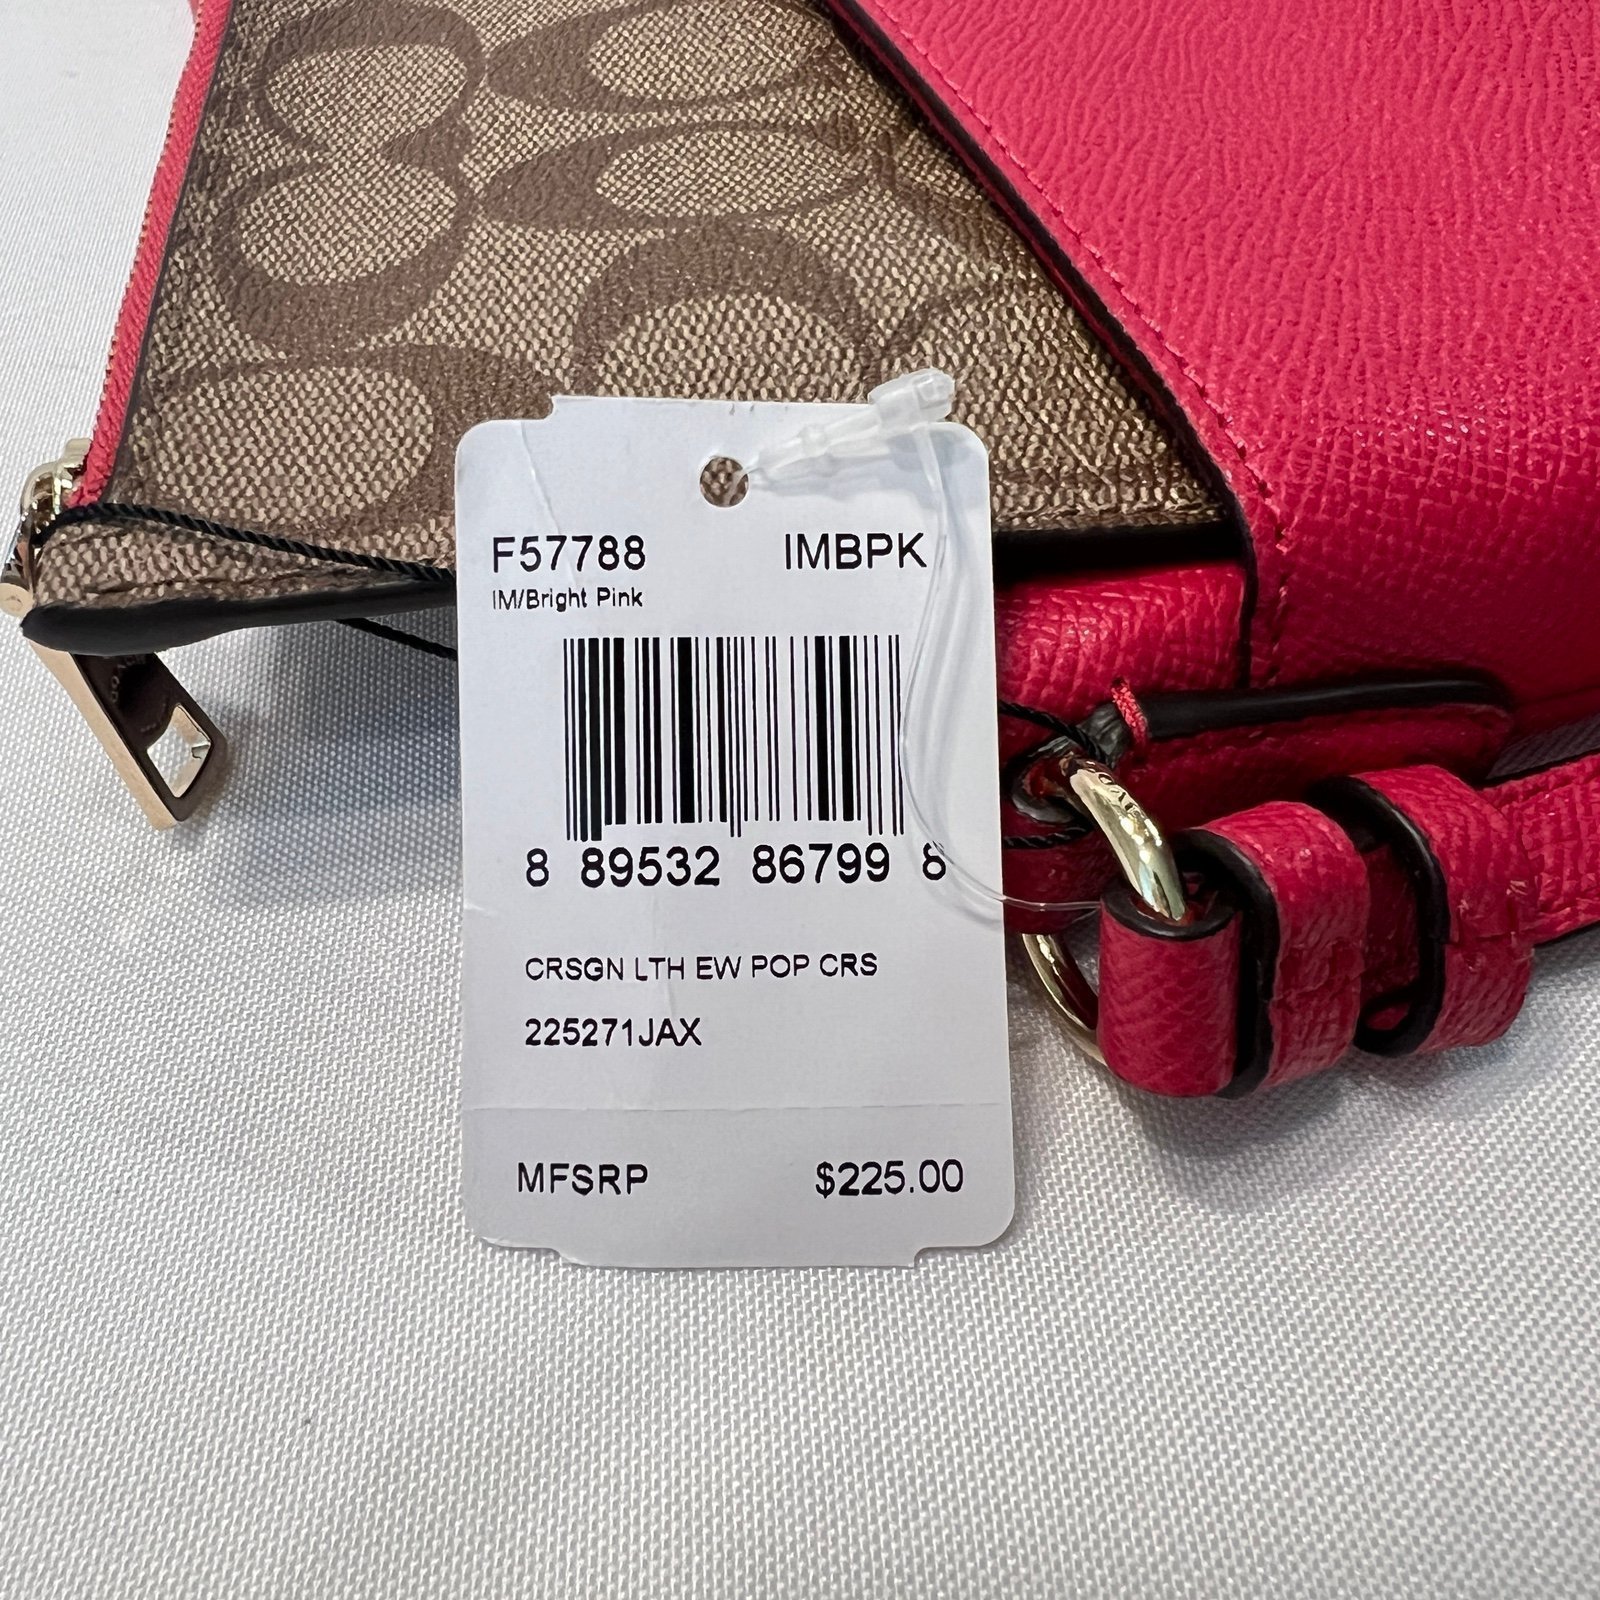 F57788 IMBPK
IM/Bright Pink
8 89532 86799 8
CRSGN LTH EW POP CRS
225271JAX
MFSRP $225.00